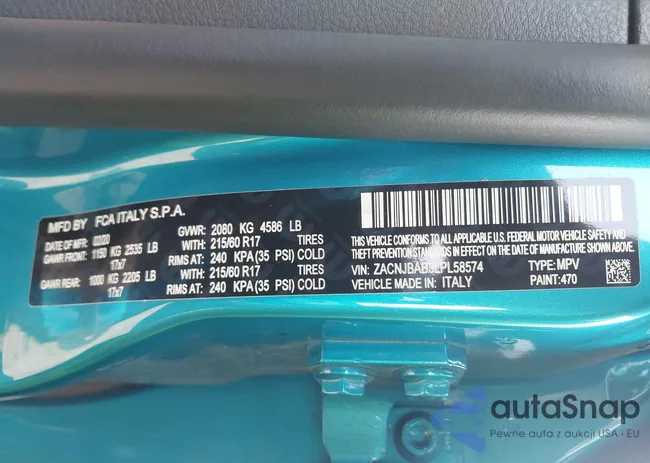 MFD BY FCA ITALY S.P.A.
DATE OF MFR 02/20 GVWR: 2080 KG 4586 LB
GAWR FRONT: 1150 KG 2535 LB WITH: 215/60 R17 TIRES
17x7 RIMS AT: 240 KPA (35 PSI) COLD
GAWR REAR: 1000 KG 2205 LB WITH: 215/60 R17 TIRES
17x7 RIMS AT: 240 KPA (35 PSI) COLD
THIS VEHICLE CONFORMS TO ALL APPLICABLE U.S. FEDERAL MOTOR VEHICLE SAFETY AND
THEFT PREVENTION STANDARDS IN EFFECT ON THE DATE OF MANUFACTURE SHOWN ABOVE.
VIN: ZACNJBAB3LPL58574 TYPE: MPV
VEHICLE MADE IN: ITALY PAINT: 470
autaSnap
Pewne auta z aukcji USA i EU